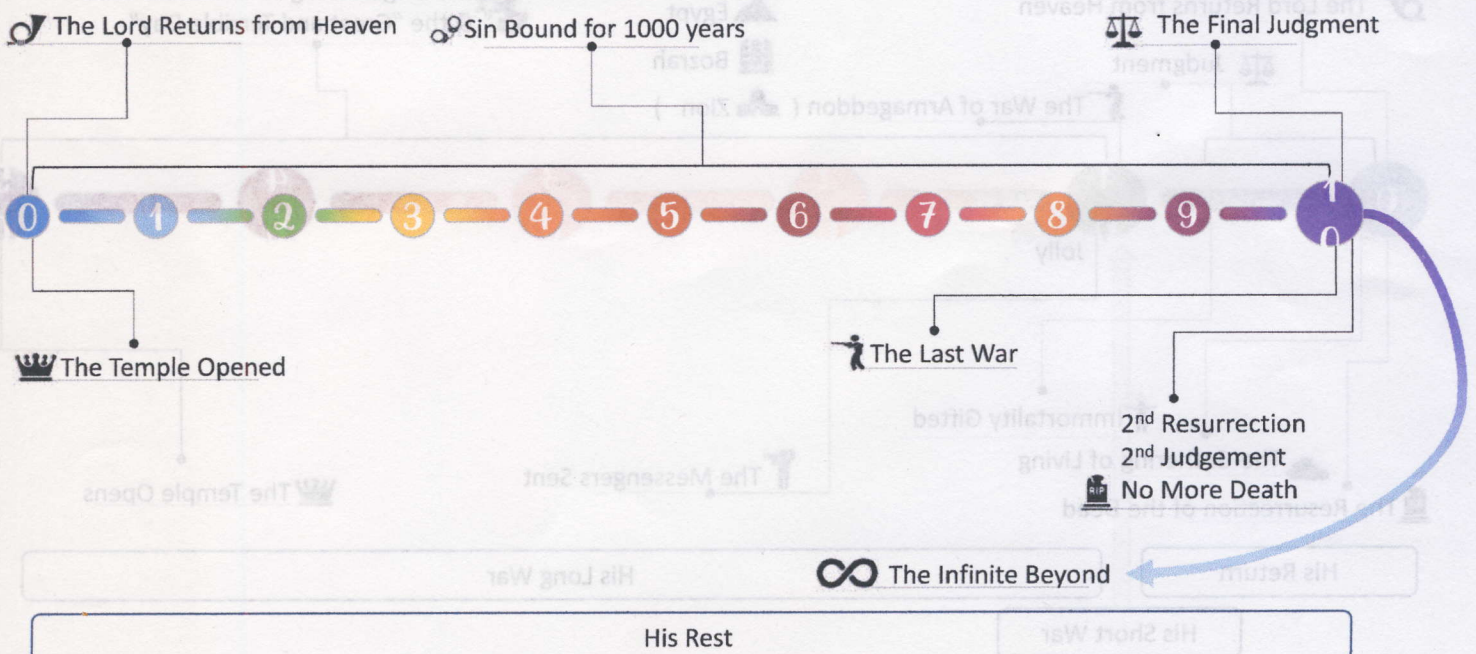 The Lord Returns from Heaven
Sin Bound for 1000 years
The Final Judgment
0 1 2 3 4 5 6 7 8 9 10
The Temple Opened
The Last War
2nd Resurrection
2nd Judgement
RIP No More Death
The Infinite Beyond
His Rest